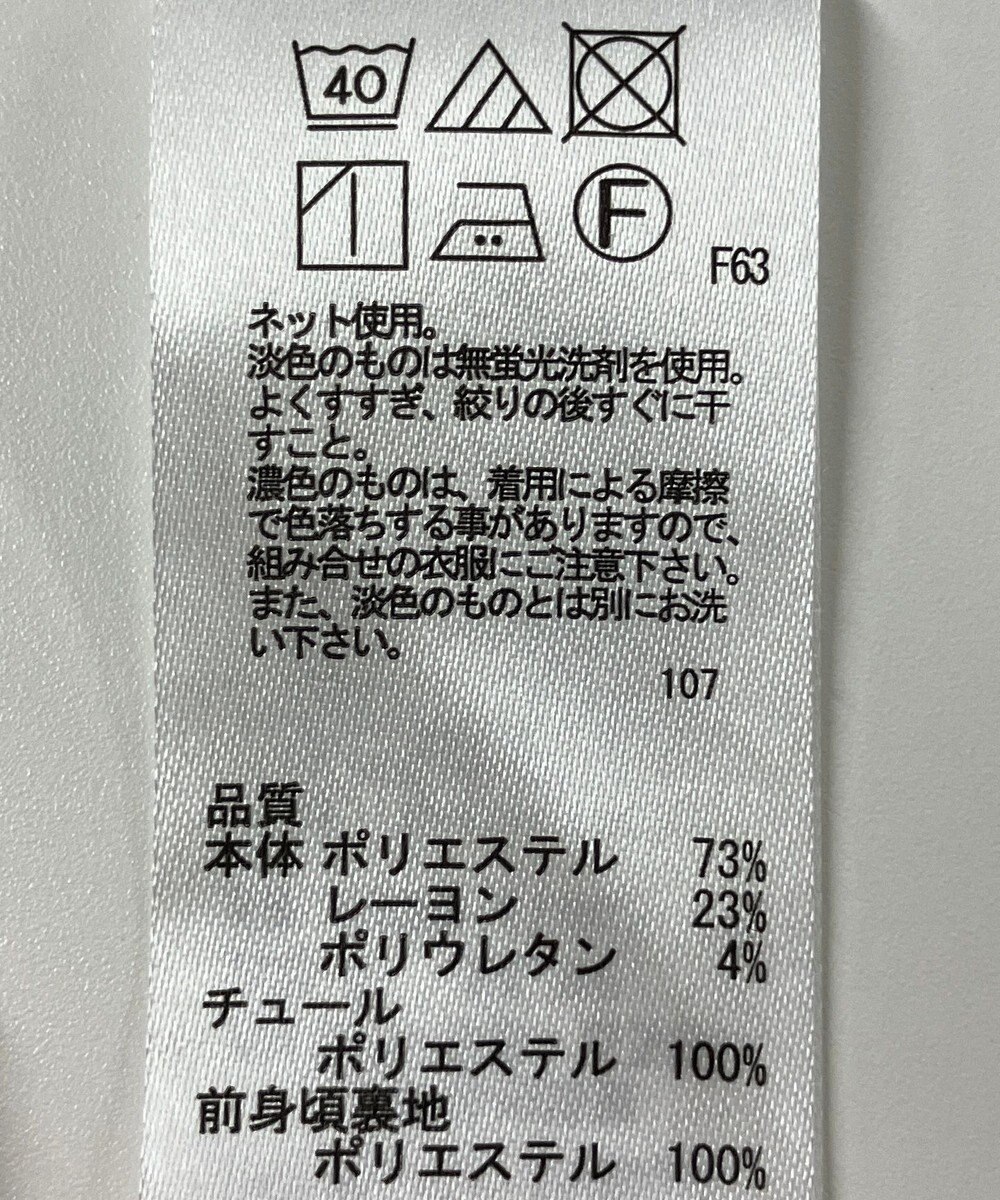 40
F
F63
ネット使用。
淡色のものは無蛍光洗剤を使用。
よくすすぎ、絞りの後すぐに干
すこと。
濃色のものは、着用による摩擦
で色落ちする事がありますので、
組み合せの衣服にご注意下さい。
また、淡色のものとは別にお洗
い下さい。
107
品質
本体 ポリエステル 73%
レーヨン 23%
ポリウレタン 4%
チュール
ポリエステル 100%
前身頃裏地
ポリエステル 100%